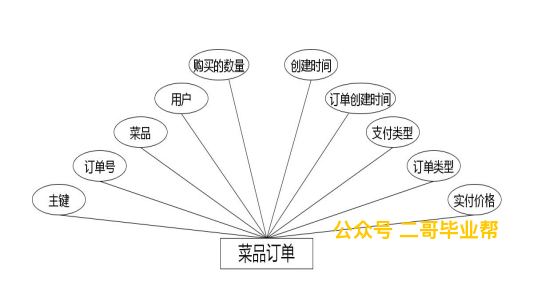 购买的数量
创建时间
用户
订单创建时间
菜品
支付类型
订单号
订单类型
主键
实付价格
公众号 二哥毕业帮
菜品订单